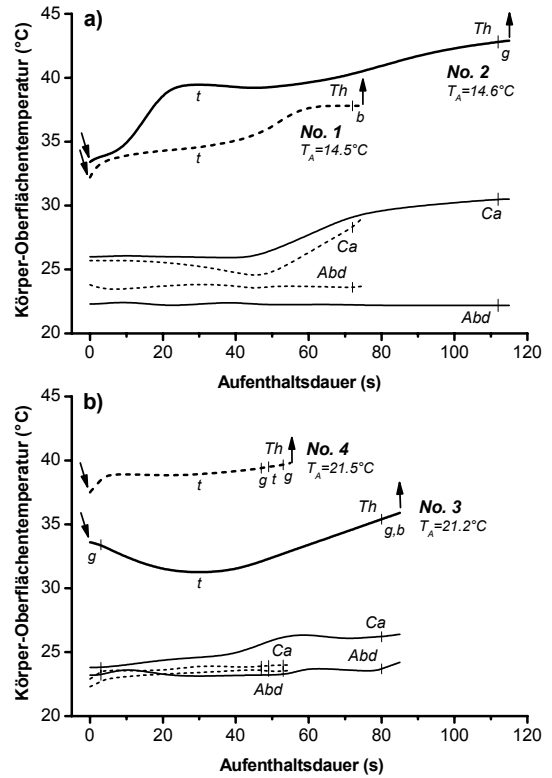 a)
Körper-Oberflächentemperatur (°C)
45
40
35
30
25
20
Th
g
No. 2
T_A=14.6°C
t
Th
b
No. 1
T_A=14.5°C
t
Ca
Ca
Abd
Abd
0 20 40 60 80 100 120
Aufenthaltsdauer (s)
b)
Körper-Oberflächentemperatur (°C)
45
40
35
30
25
20
Th
No. 4
T_A=21.5°C
g t g
t
Th
No. 3
T_A=21.2°C
g
g,b
t
Ca
Ca
Abd
Abd
0 20 40 60 80 100 120
Aufenthaltsdauer (s)